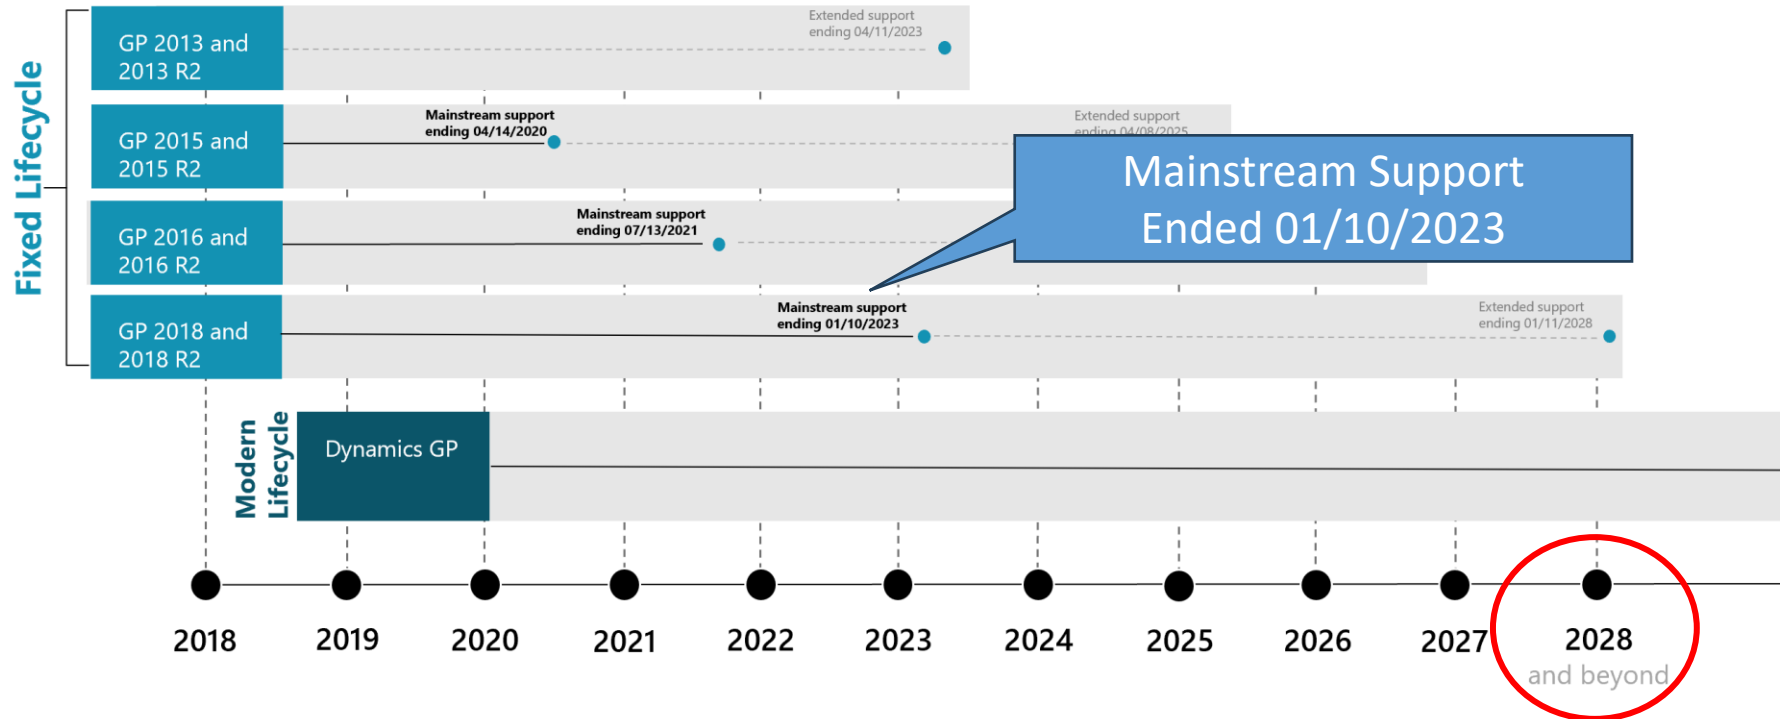 Fixed Lifecycle
GP 2013 and
2013 R2
Extended support
ending 04/11/2023
GP 2015 and
2015 R2
Mainstream support
ending 04/14/2020
Extended support
ending 04/08/2025
GP 2016 and
2016 R2
Mainstream support
ending 07/13/2021
Mainstream Support
Ended 01/10/2023
GP 2018 and
2018 R2
Mainstream support
ending 01/10/2023
Extended support
ending 01/11/2028
Modern
Lifecycle
Dynamics GP
2018
2019
2020
2021
2022
2023
2024
2025
2026
2027
2028
and beyond